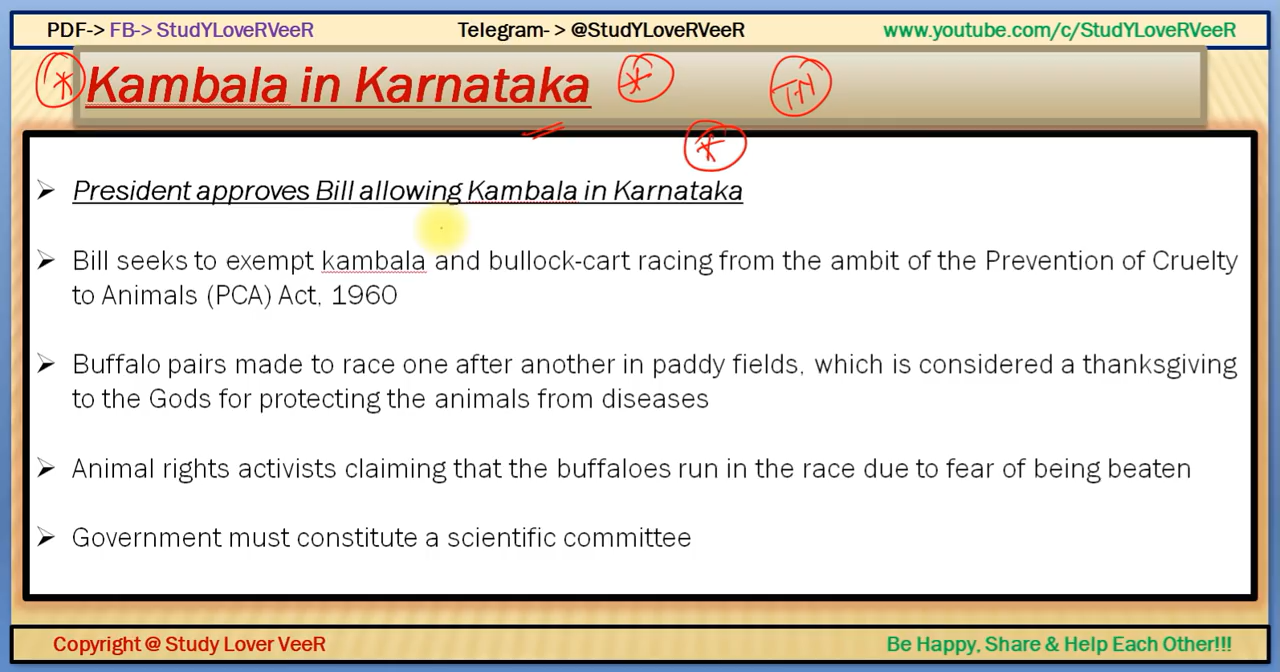 PDF-> FB-> StudYLoveRVeeR Telegram- > @StudYLoveRVeeR www.youtube.com/c/StudYLoveRVeeR
* Kambala in Karnataka * TN
*
➢ President approves Bill allowing Kambala in Karnataka
➢ Bill seeks to exempt kambala and bullock-cart racing from the ambit of the Prevention of Cruelty
to Animals (PCA) Act, 1960
➢ Buffalo pairs made to race one after another in paddy fields, which is considered a thanksgiving
to the Gods for protecting the animals from diseases
➢ Animal rights activists claiming that the buffaloes run in the race due to fear of being beaten
➢ Government must constitute a scientific committee
Copyright @ Study Lover VeeR Be Happy, Share & Help Each Other!!!